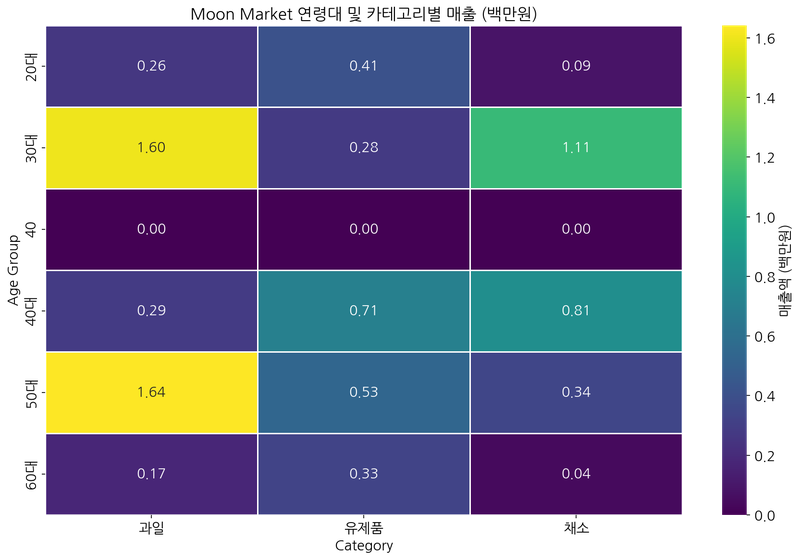 Moon Market 연령대 및 카테고리별 매출 (백만원)
Age Group
20대 0.26 0.41 0.09
30대 1.60 0.28 1.11
40 0.00 0.00 0.00
40대 0.29 0.71 0.81
50대 1.64 0.53 0.34
60대 0.17 0.33 0.04
과일 유제품 채소
Category
1.6
1.4
1.2
1.0
0.8
0.6
0.4
0.2
0.0
매출액 (백만원)